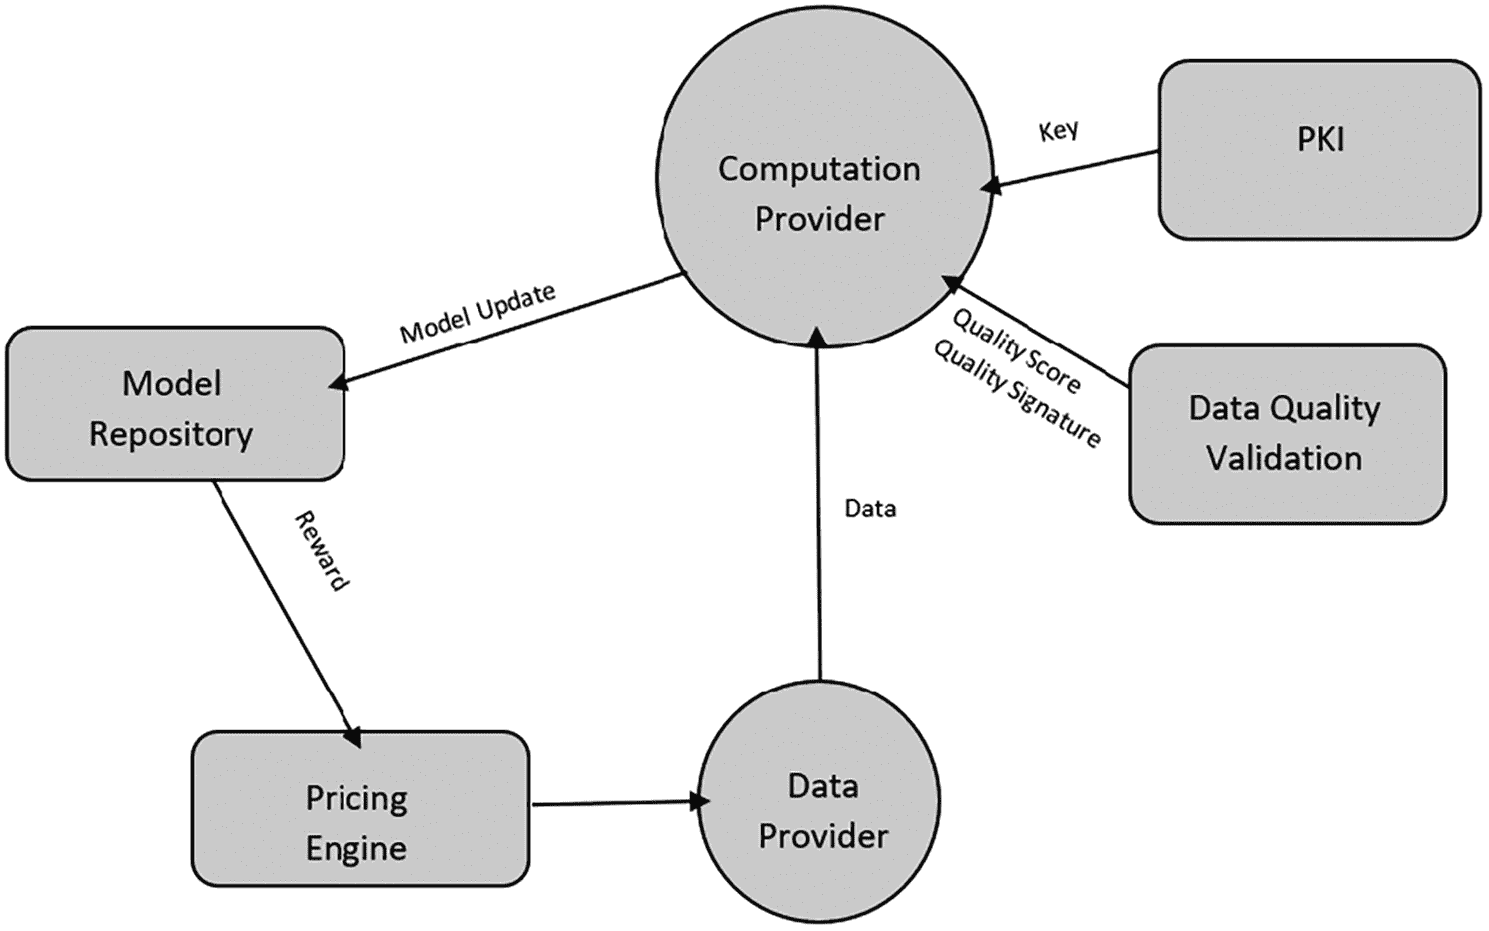 Computation
Provider
Key
PKI
Model Update
Quality Score
Quality Signature
Model
Repository
Data Quality
Validation
Reward
Data
Pricing
Engine
Data
Provider